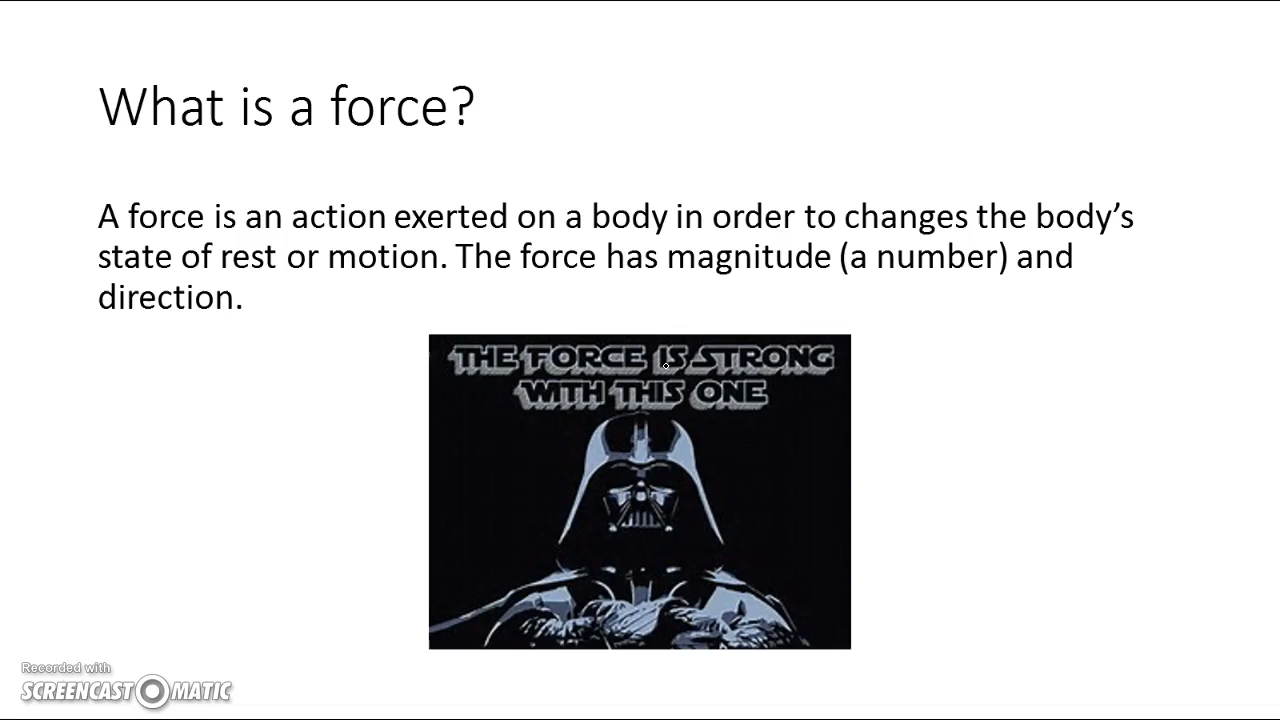 What is a force?
A force is an action exerted on a body in order to changes the body’s
state of rest or motion. The force has magnitude (a number) and
direction.
THE FORCE IS STRONG
WITH THIS ONE
Recorded with
SCREENCAST MATIC